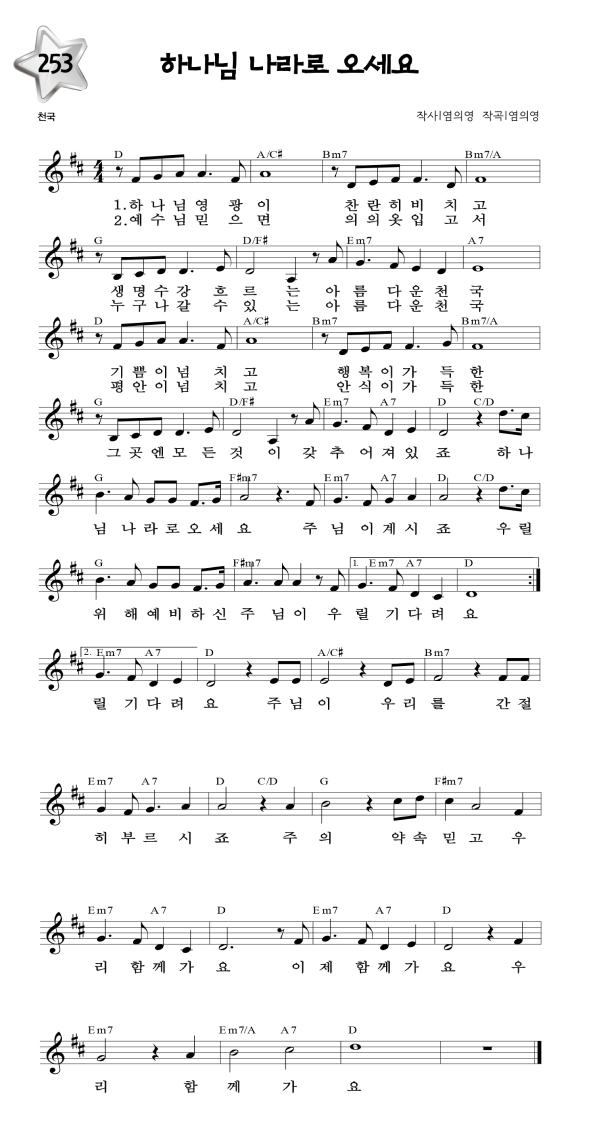 253
하나님 나라로 오세요
천국
작사|염의영 작곡|염의영
D A/C# Bm7 Bm7/A
1.하 나 님 영 광 이 찬 란 히 비 치 고
2.예 수 님 믿 으 면 의 의 옷 입 고 서
G D/F# Em7 A7
생 명 수 강 흐 르 는 아 름 다 운 천 국
누 구 나 갈 수 있 는 아 름 다 운 천 국
D A/C# Bm7 Bm7/A
기 쁨 이 넘 치 고 행 복 이 가 득 한
평 안 이 넘 치 고 안 식 이 가 득 한
G D/F# Em7 A7 D C/D
그 곳 엔 모 든 것 이 갖 추 어 져 있 죠 하 나
G F#m7 Em7 A7 D C/D
님 나 라 로 오 세 요 주 님 이 계 시 죠 우 릴
G F#m7 1. Em7 A7 D
위 해 예 비 하 신 주 님 이 우 릴 기 다 려 요
2. Em7 A7 D A/C# Bm7
릴 기 다 려 요 주 님 이 우 리 를 간 절
Em7 A7 D C/D G F#m7
히 부 르 시 죠 주 의 약 속 믿 고 우
Em7 A7 D Em7 A7 D
리 함 께 가 요 이 제 함 께 가 요 우
Em7 Em7/A A7 D
리 함 께 가 요